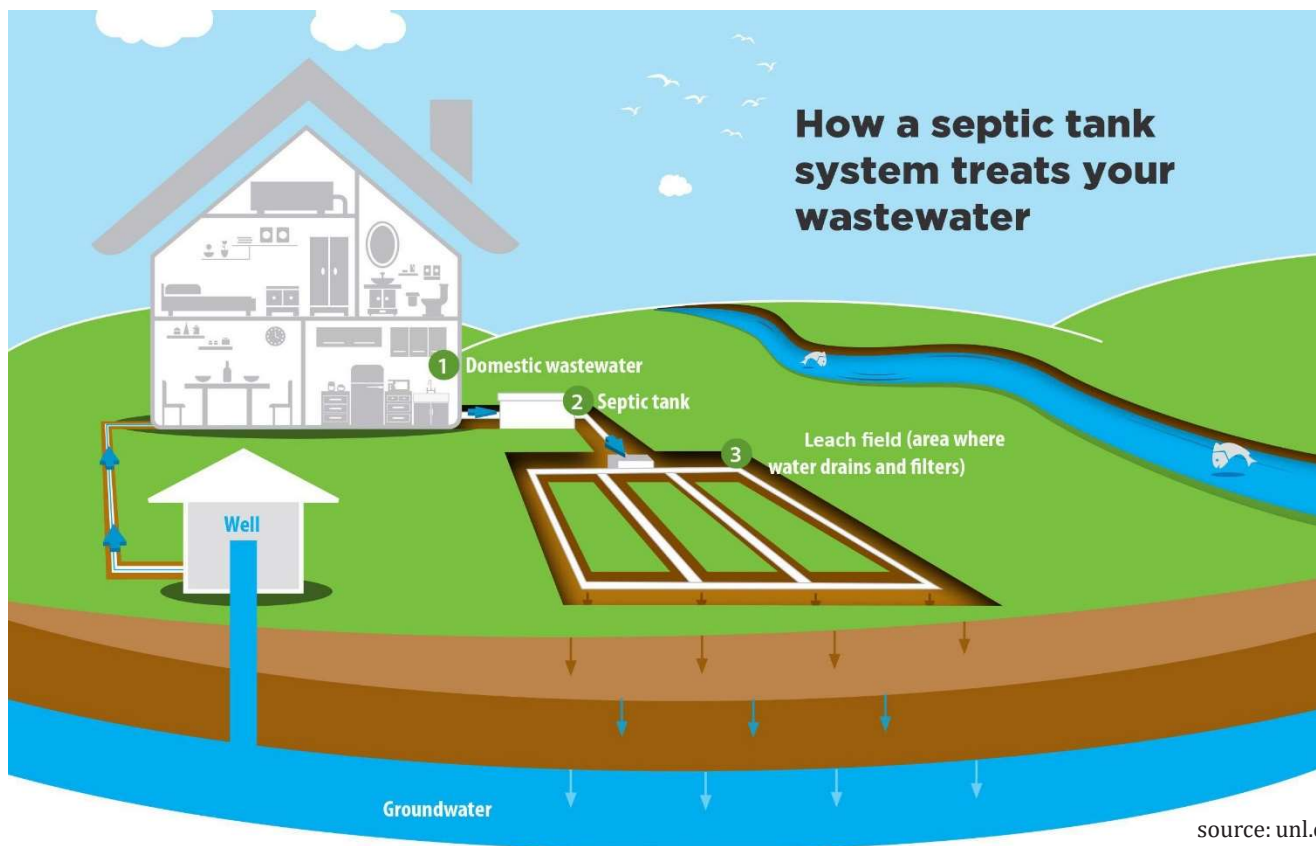 How a septic tank
system treats your
wastewater
1 Domestic wastewater
2 Septic tank
3 Leach field (area where
water drains and filters)
Well
Groundwater
source: unl.